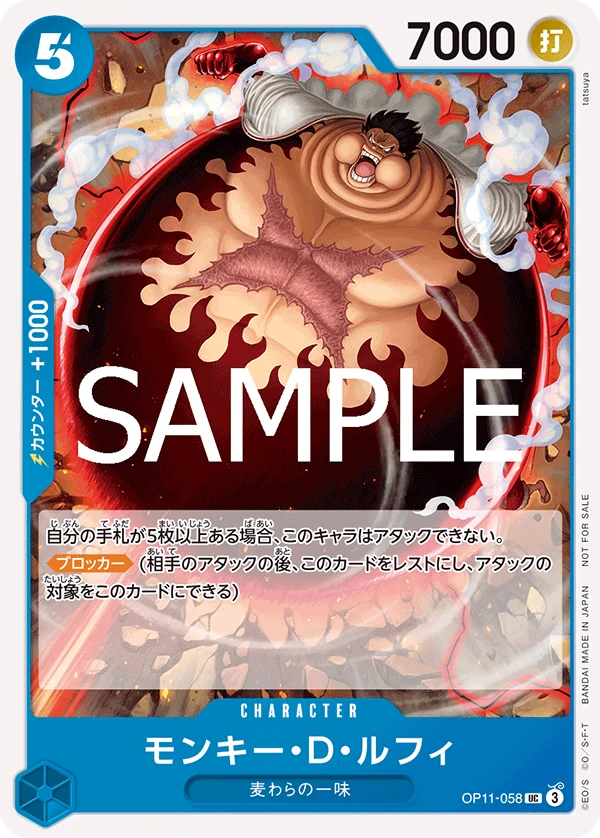 5
7000
打
tatsuya
カウンター +1000
SAMPLE
自分の手札が5枚以上ある場合、このキャラはアタックできない。
ブロッカー (相手のアタックの後、このカードをレストにし、アタックの
対象をこのカードにできる)
CHARACTER
モンキー・D・ルフィ
麦わらの一味
OP11-058 UC 3
©E.O/S ©O/S・F・T BANDAI MADE IN JAPAN NOT FOR SALE